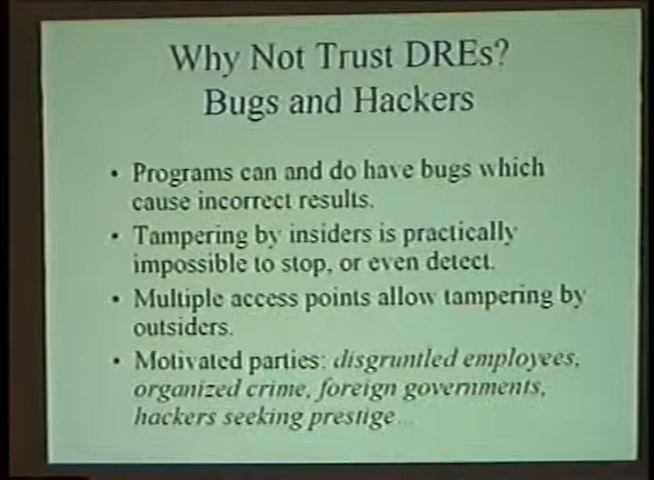 Why Not Trust DREs?
Bugs and Hackers
• Programs can and do have bugs which
cause incorrect results.
• Tampering by insiders is practically
impossible to stop, or even detect.
• Multiple access points allow tampering by
outsiders.
• Motivated parties: disgruntled employees,
organized crime, foreign governments,
hackers seeking prestige...